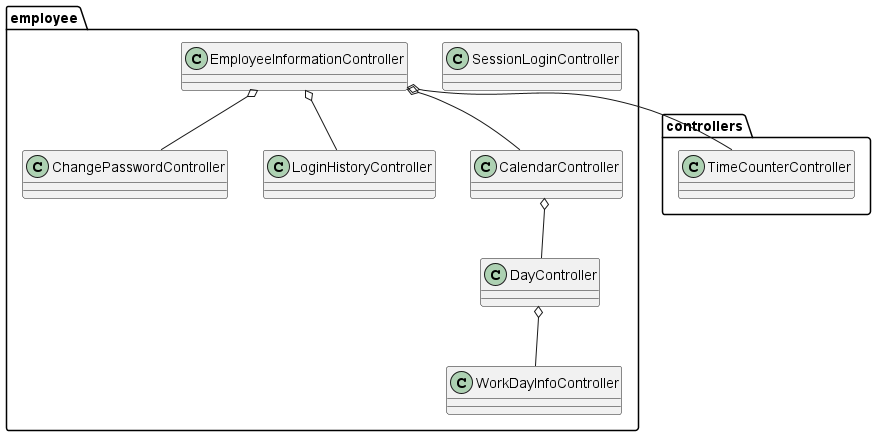 employee
C EmployeeInformationController
C SessionLoginController
controllers
C ChangePasswordController
C LoginHistoryController
C CalendarController
C TimeCounterController
C DayController
C WorkDayInfoController